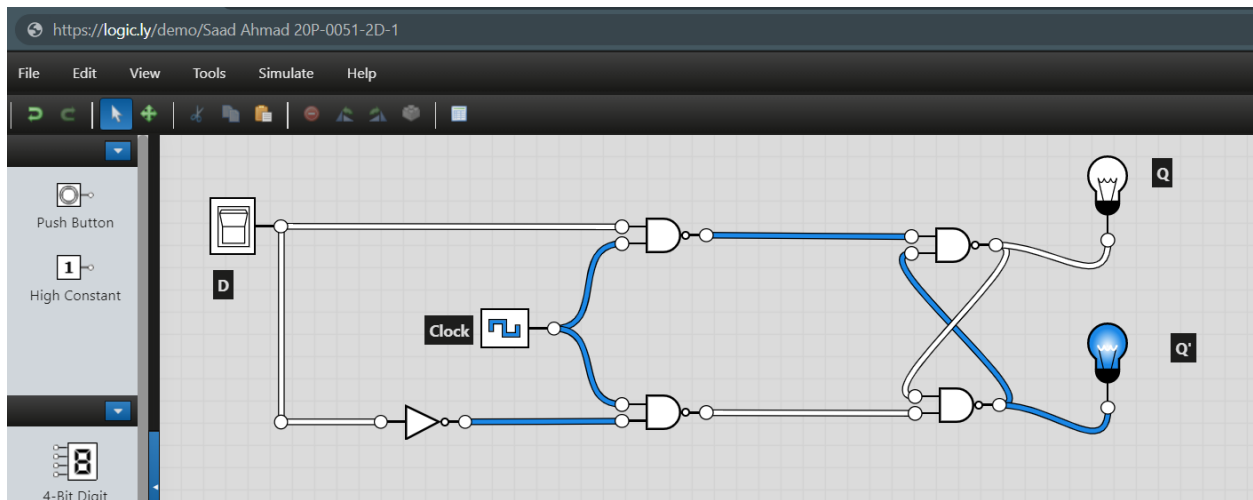 https://logic.ly/demo/Saad Ahmad 20P-0051-2D-1
File Edit View Tools Simulate Help
Push Button
1
High Constant
4-Bit Digit
D
Clock
Q
Q'